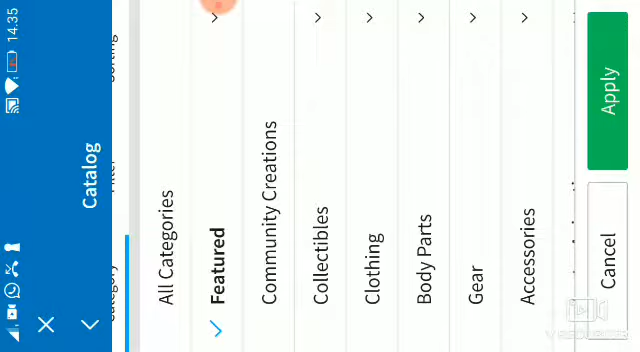 14.35
Catalog
Category
Filter
Sorting
All Categories
Featured
Community Creations
Collectibles
Clothing
Body Parts
Gear
Accessories
Cancel
Apply